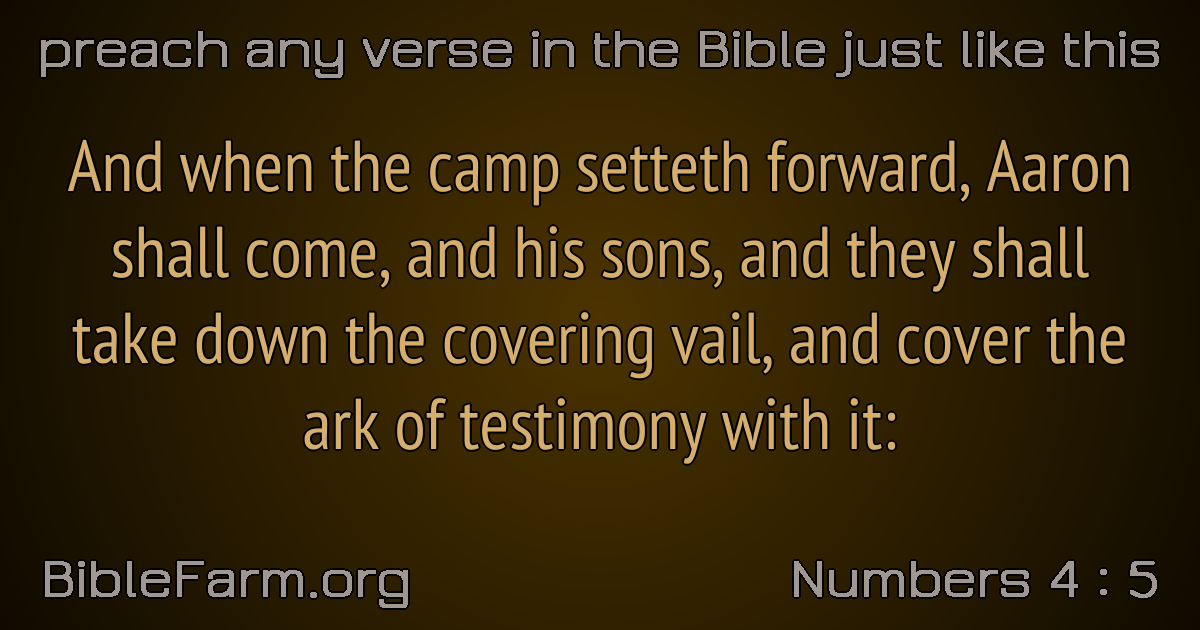 preach any verse in the Bible just like this
And when the camp setteth forward, Aaron
shall come, and his sons, and they shall
take down the covering vail, and cover the
ark of testimony with it:
BibleFarm.org
Numbers 4 : 5